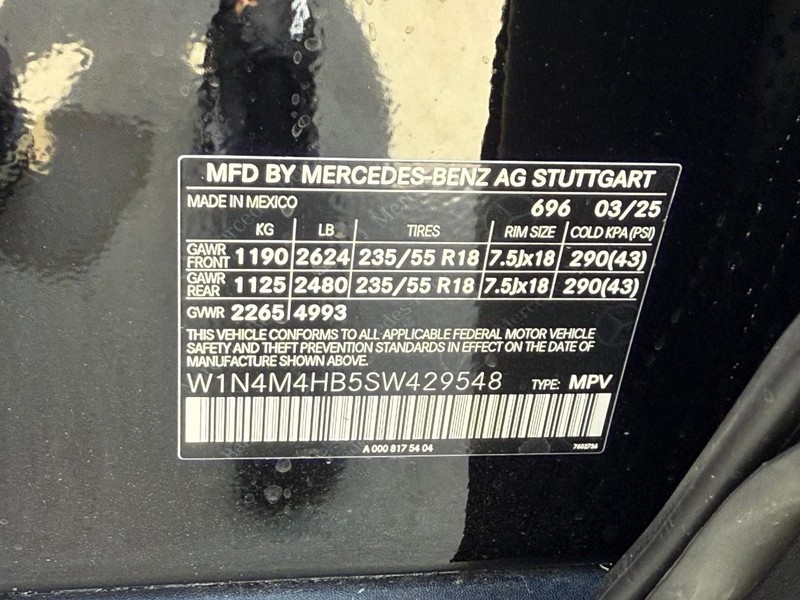 MFD BY MERCEDES-BENZ AG STUTTGART
MADE IN MEXICO 696 03/25
KG LB TIRES RIM SIZE COLD KPA (PSI)
GAWR FRONT 1190 2624 235/55 R18 7.5Jx18 290(43)
GAWR REAR 1125 2480 235/55 R18 7.5Jx18 290(43)
GVWR 2265 4993
THIS VEHICLE CONFORMS TO ALL APPLICABLE FEDERAL MOTOR VEHICLE
SAFETY AND THEFT PREVENTION STANDARDS IN EFFECT ON THE DATE OF
MANUFACTURE SHOWN ABOVE.
W1N4M4HB5SW429548 TYPE: MPV
A 000 817 54 04 7602736